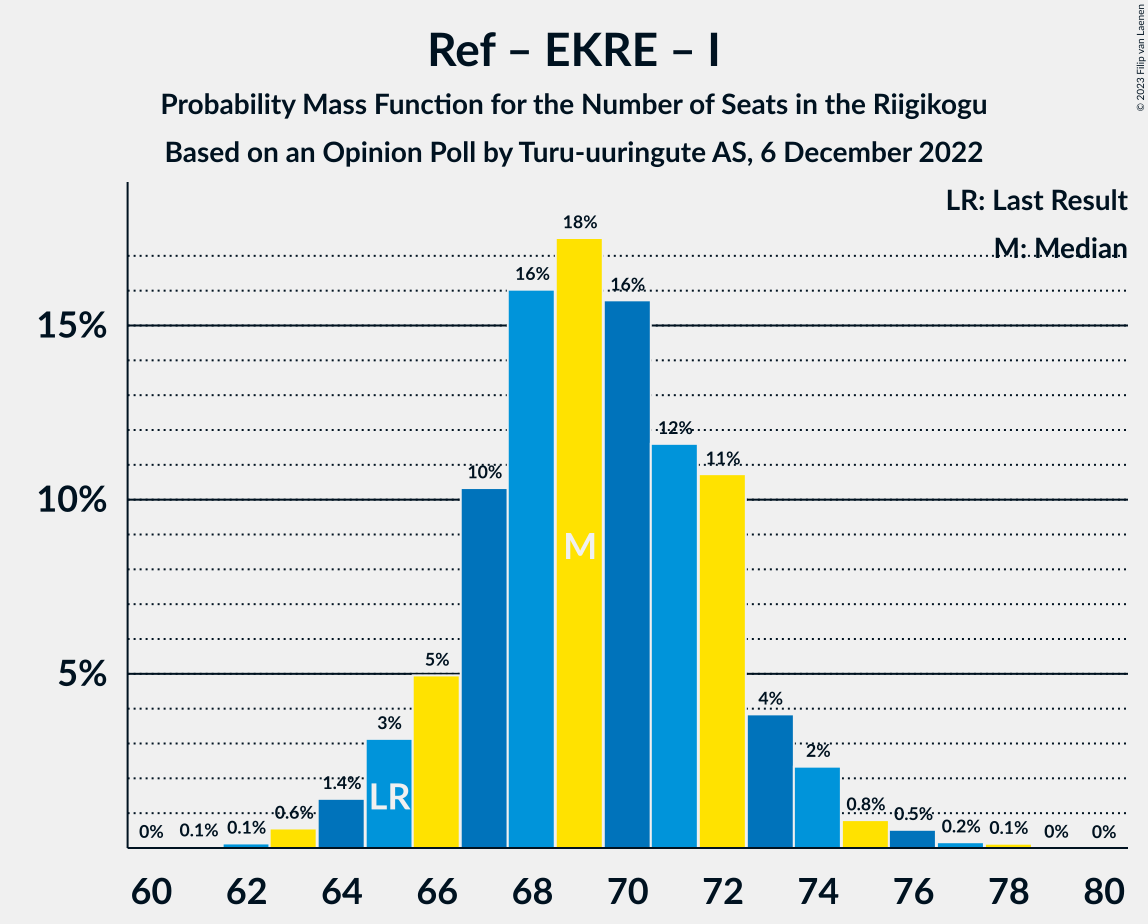 Ref – EKRE – I
Probability Mass Function for the Number of Seats in the Riigikogu
Based on an Opinion Poll by Turu-uuringute AS, 6 December 2022
© 2023 Filip van Laenen
LR: Last Result
M: Median
15%
10%
5%
0%
0.1%
0.1%
0.6%
1.4%
3%
5%
10%
16%
18%
16%
12%
11%
4%
2%
0.8%
0.5%
0.2%
0.1%
0%
0%
LR
M
60 62 64 66 68 70 72 74 76 78 80